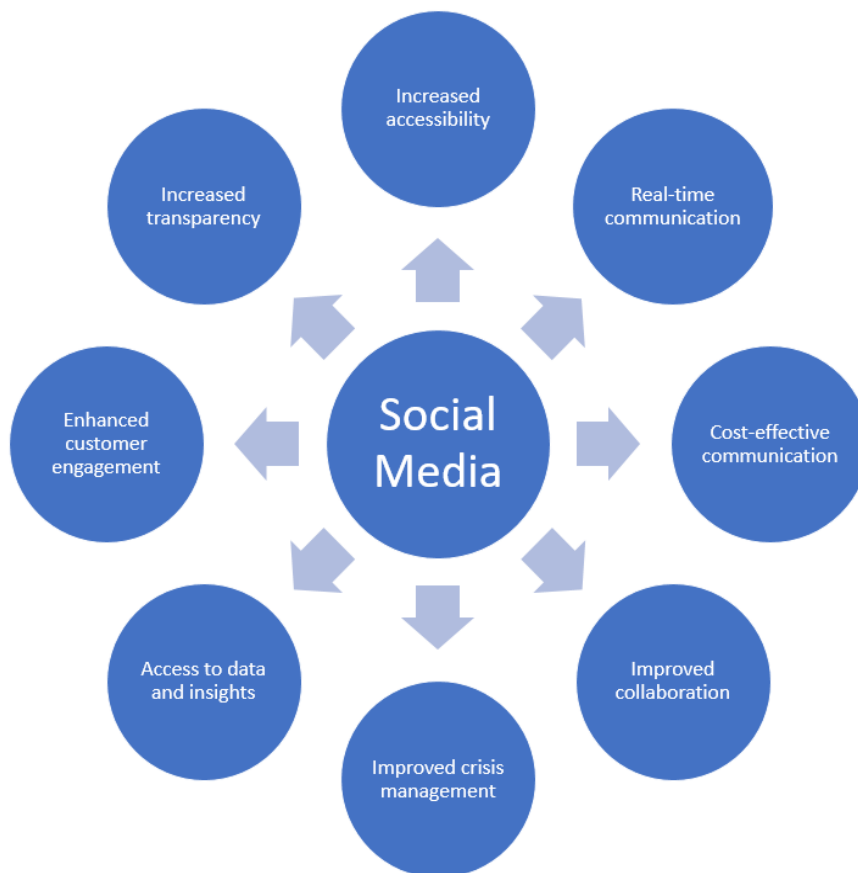 Increased
accessibility
Real-time
communication
Cost-effective
communication
Improved
collaboration
Improved crisis
management
Access to data
and insights
Enhanced
customer
engagement
Increased
transparency
Social
Media